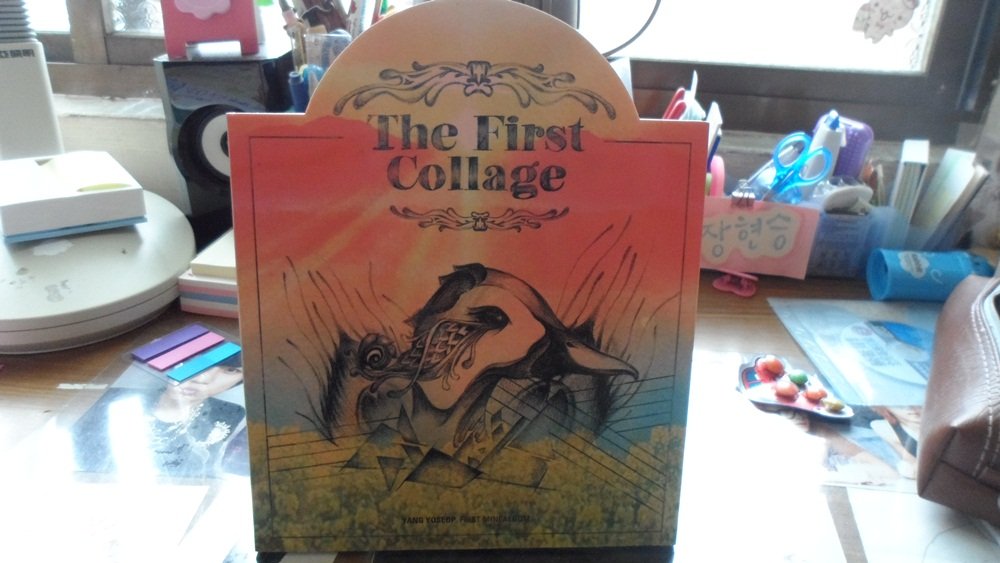 The First
Collage
YANG YOSEOP FIRST MINI ALBUM
장현승